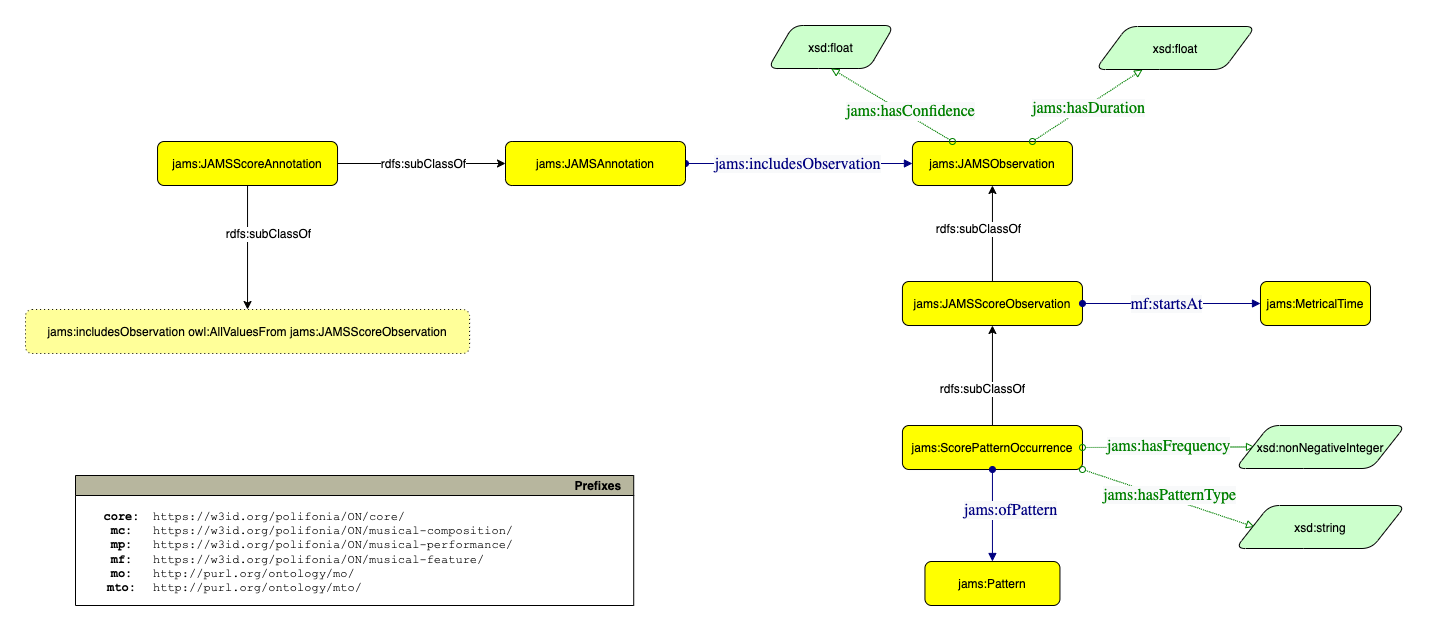 xsd:float
xsd:float
jams:hasConfidence
jams:hasDuration
jams:JAMSScoreAnnotation
rdfs:subClassOf
jams:JAMSAnnotation
jams:includesObservation
jams:JAMSObservation
rdfs:subClassOf
rdfs:subClassOf
jams:JAMSScoreObservation
mf:startsAt
jams:MetricalTime
jams:includesObservation owl:AllValuesFrom jams:JAMSScoreObservation
rdfs:subClassOf
jams:ScorePatternOccurrence
jams:hasFrequency
xsd:nonNegativeInteger
jams:hasPatternType
jams:ofPattern
xsd:string
jams:Pattern
Prefixes
core: https://w3id.org/polifonia/ON/core/
mc: https://w3id.org/polifonia/ON/musical-composition/
mp: https://w3id.org/polifonia/ON/musical-performance/
mf: https://w3id.org/polifonia/ON/musical-feature/
mo: http://purl.org/ontology/mo/
mto: http://purl.org/ontology/mto/